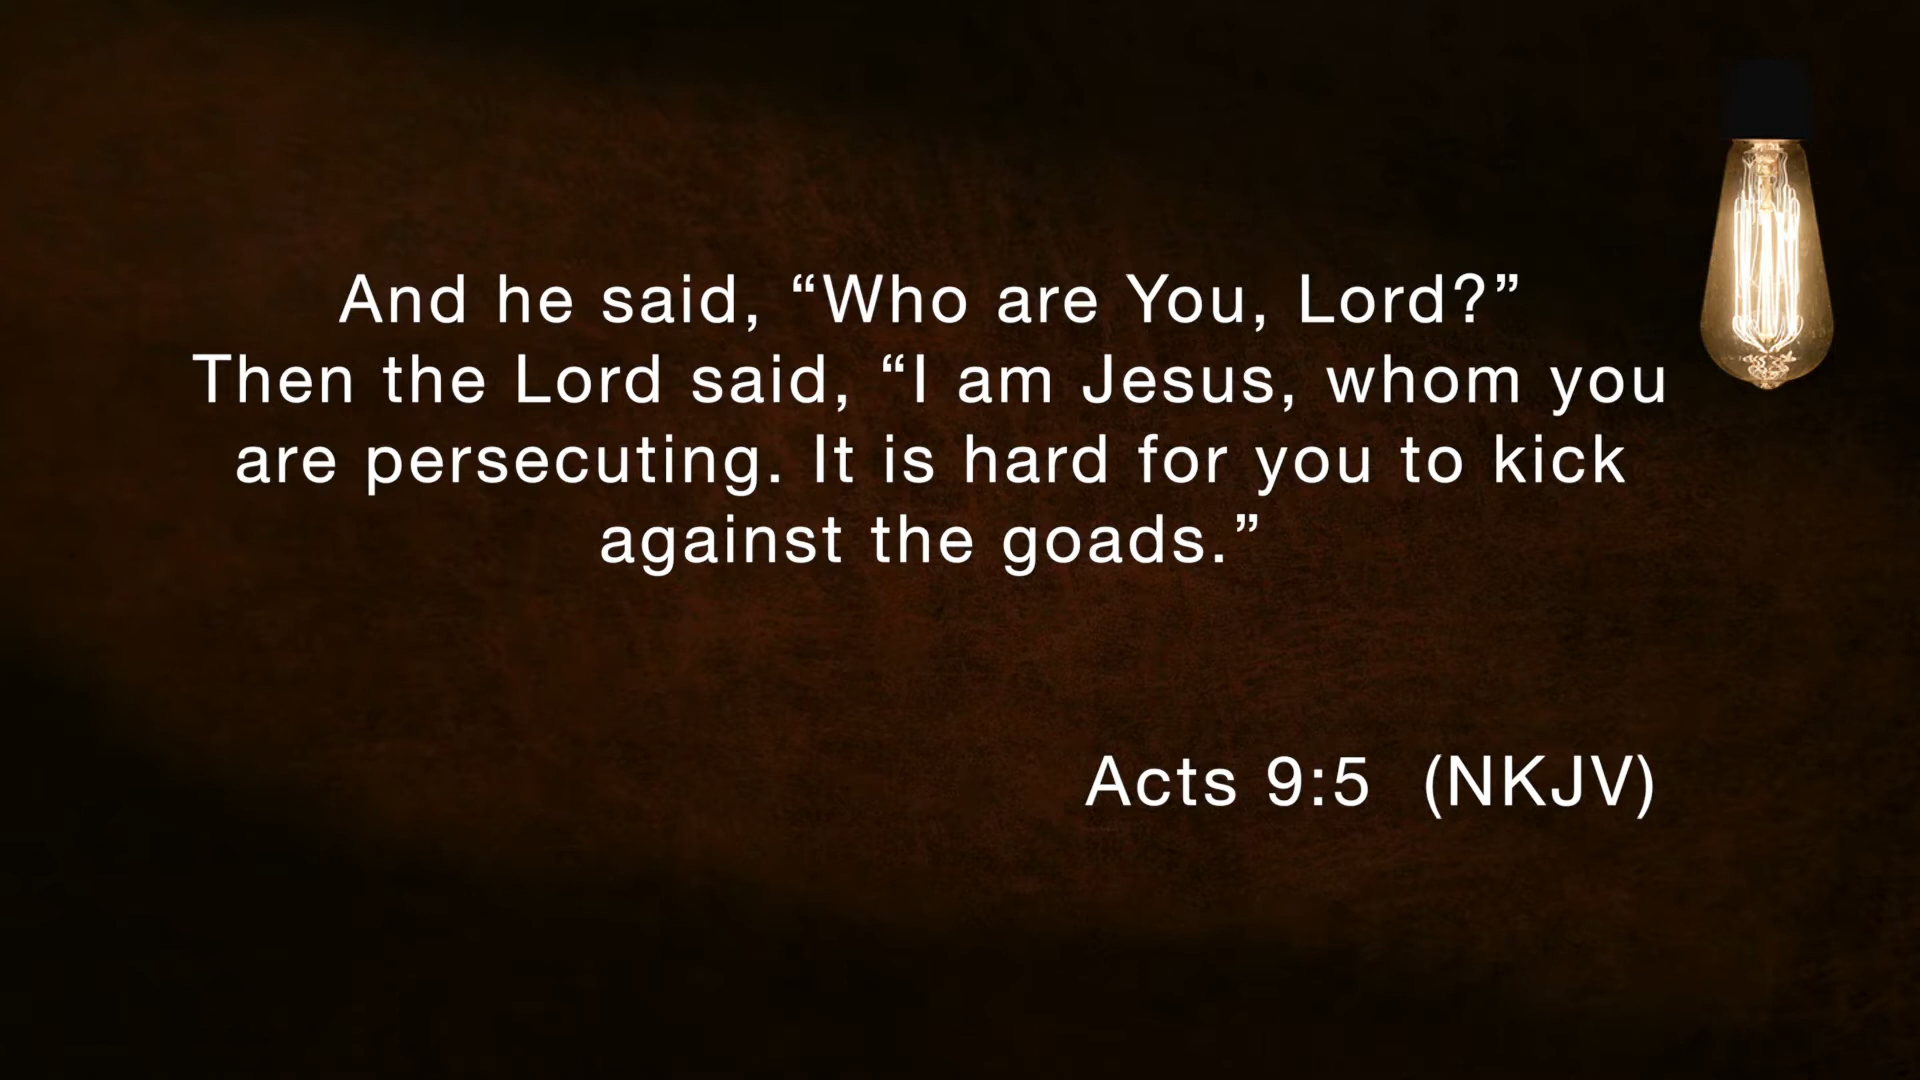 And he said, “Who are You, Lord?”
Then the Lord said, “I am Jesus, whom you
are persecuting. It is hard for you to kick
against the goads.”
Acts 9:5 (NKJV)